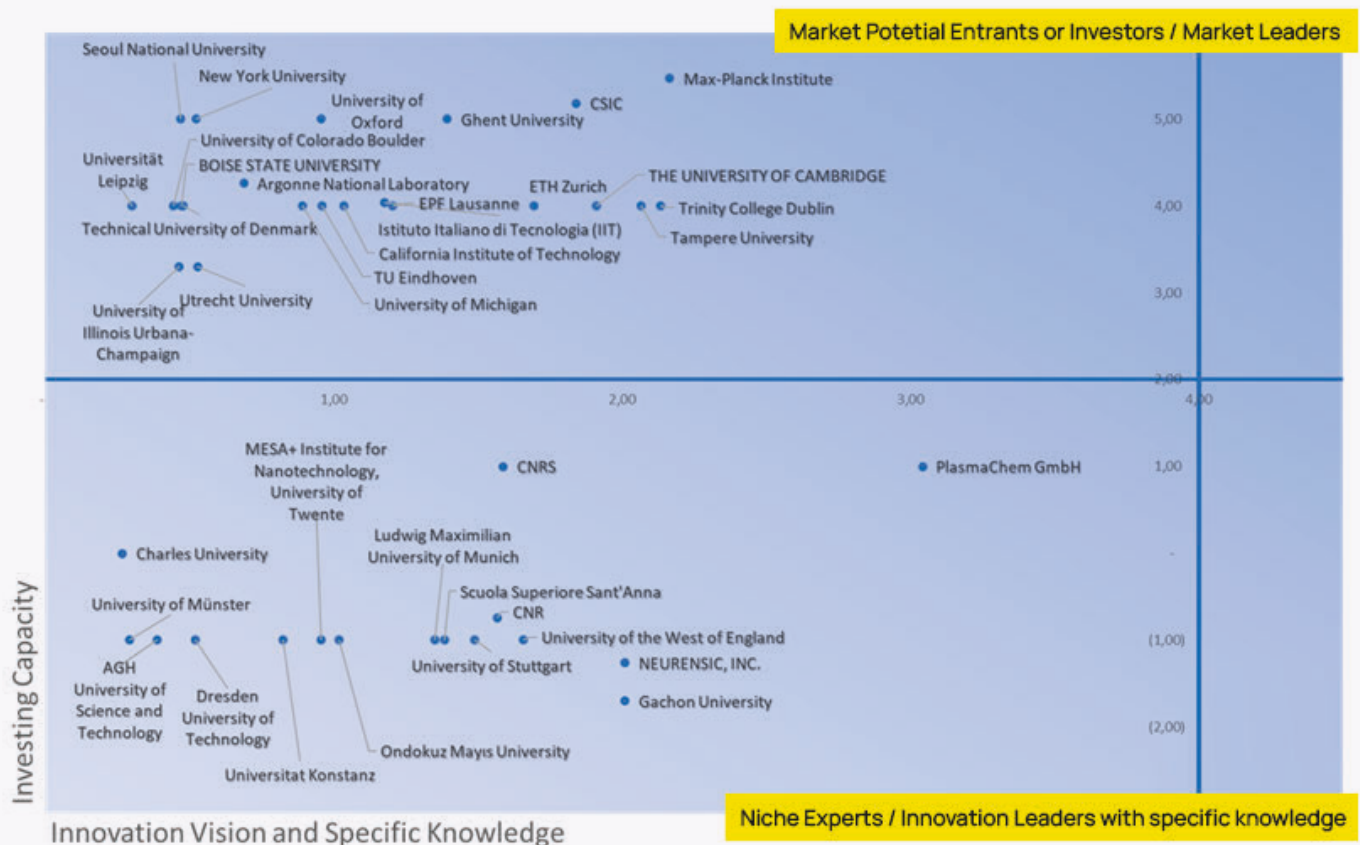 Market Potetial Entrants or Investors / Market Leaders
Seoul National University
New York University
Max-Planck Institute
University of
Oxford
CSIC
Ghent University
5,00
University of Colorado Boulder
Universität
Leipzig
BOISE STATE UNIVERSITY
Argonne National Laboratory
ETH Zurich
THE UNIVERSITY OF CAMBRIDGE
EPF Lausanne
Trinity College Dublin
4,00
Technical University of Denmark
Istituto Italiano di Tecnologia (IIT)
Tampere University
California Institute of Technology
TU Eindhoven
3,00
Utrecht University
University of Michigan
University of
Illinois Urbana-
Champaign
2,00
-
1,00
2,00
3,00
4,00
MESA+ Institute for
Nanotechnology,
University of
Twente
CNRS
PlasmaChem GmbH
1,00
Ludwig Maximilian
University of Munich
Charles University
-
Scuola Superiore Sant'Anna
University of Münster
CNR
University of the West of England
(1,00)
AGH
University of
Science and
Technology
University of Stuttgart
NEURENSIC, INC.
Dresden
University of
Technology
Gachon University
(2,00)
Ondokuz Mayıs University
Universitat Konstanz
Investing Capacity
Niche Experts / Innovation Leaders with specific knowledge
Innovation Vision and Specific Knowledge